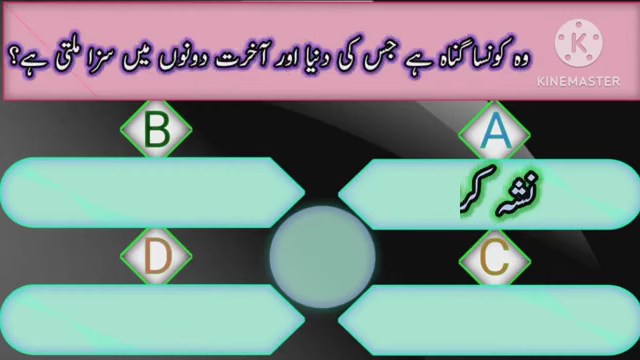 وہ کونسا گناہ ہے جس کی دنیا اور آخرت دونوں میں سزا ملتی ہے؟
KINEMASTER
A
نشہ کر
B
C
D